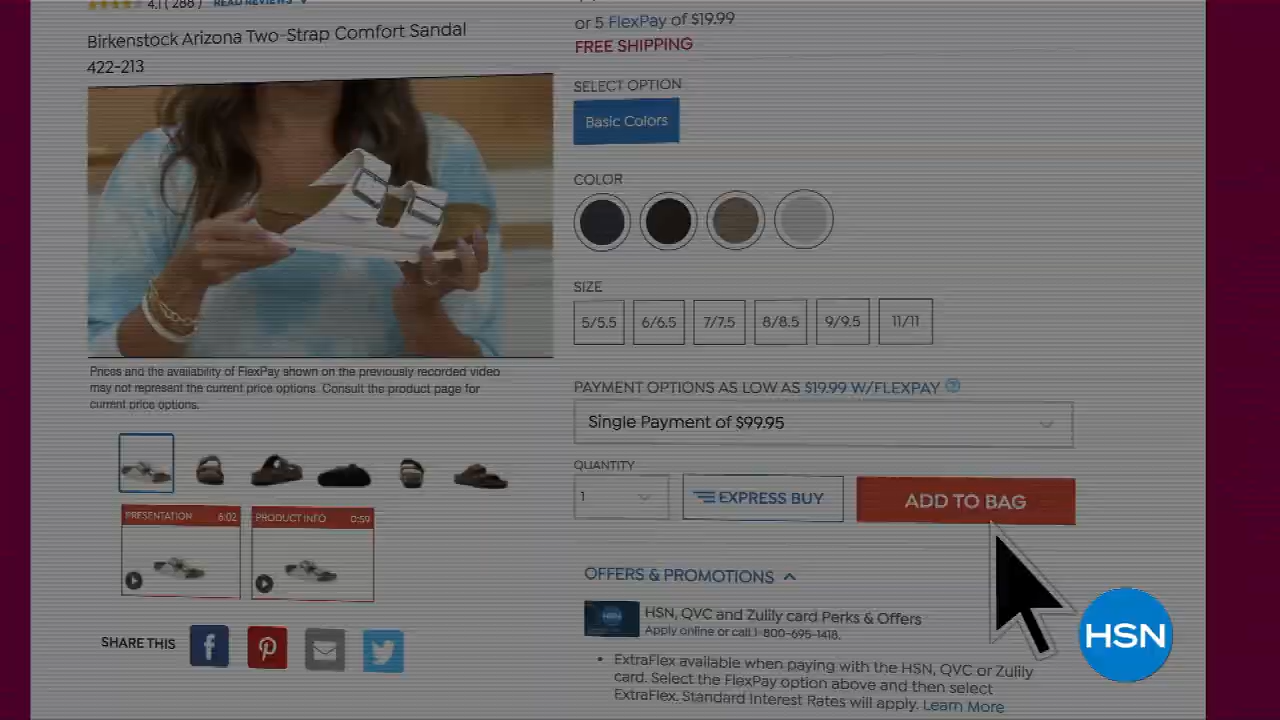 4.1 ( 288 ) READ REVIEWS
Birkenstock Arizona Two-Strap Comfort Sandal
422-213
or 5 FlexPay of $19.99
FREE SHIPPING
SELECT OPTION
Basic Colors
COLOR
SIZE
5/5.5 6/6.5 7/7.5 8/8.5 9/9.5 11/11
Prices and the availability of FlexPay shown on the previously recorded video
may not represent the current price options. Consult the product page for
current price options.
PAYMENT OPTIONS AS LOW AS $19.99 W/FLEXPAY ?
Single Payment of $99.95
QUANTITY
1
EXPRESS BUY
ADD TO BAG
PRESENTATION 6:02
PRODUCT INFO 0:59
SHARE THIS
OFFERS & PROMOTIONS
HSN, QVC and Zulily card Perks & Offers
Apply online or call 1-800-695-1418.
• ExtraFlex available when paying with the HSN, QVC or Zulily
card. Select the FlexPay option above and then select
ExtraFlex. Standard Interest Rates will apply. Learn More
HSN